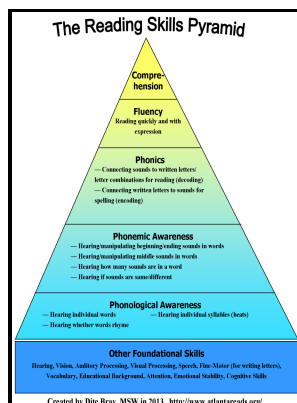 The Reading Skills Pyramid
Compre-
hension
Fluency
Reading quickly and with
expression
Phonics
— Connecting sounds to written letters/
letter combinations for reading (decoding)
— Connecting written letters to sounds for
spelling (encoding)
Phonemic Awareness
— Hearing/manipulating beginning/ending sounds in words
— Hearing/manipulating middle sounds in words
— Hearing how many sounds are in a word
— Hearing if sounds are same/different
Phonological Awareness
— Hearing individual words — Hearing individual syllables (beats)
— Hearing whether words rhyme
Other Foundational Skills
Hearing, Vision, Auditory Processing, Visual Processing, Speech, Fine-Motor (for writing letters),
Vocabulary, Educational Background, Attention, Emotional Stability, Cognitive Skills
Created by Dite Bray, MSW in 2013 http://www.atlantareads.org/